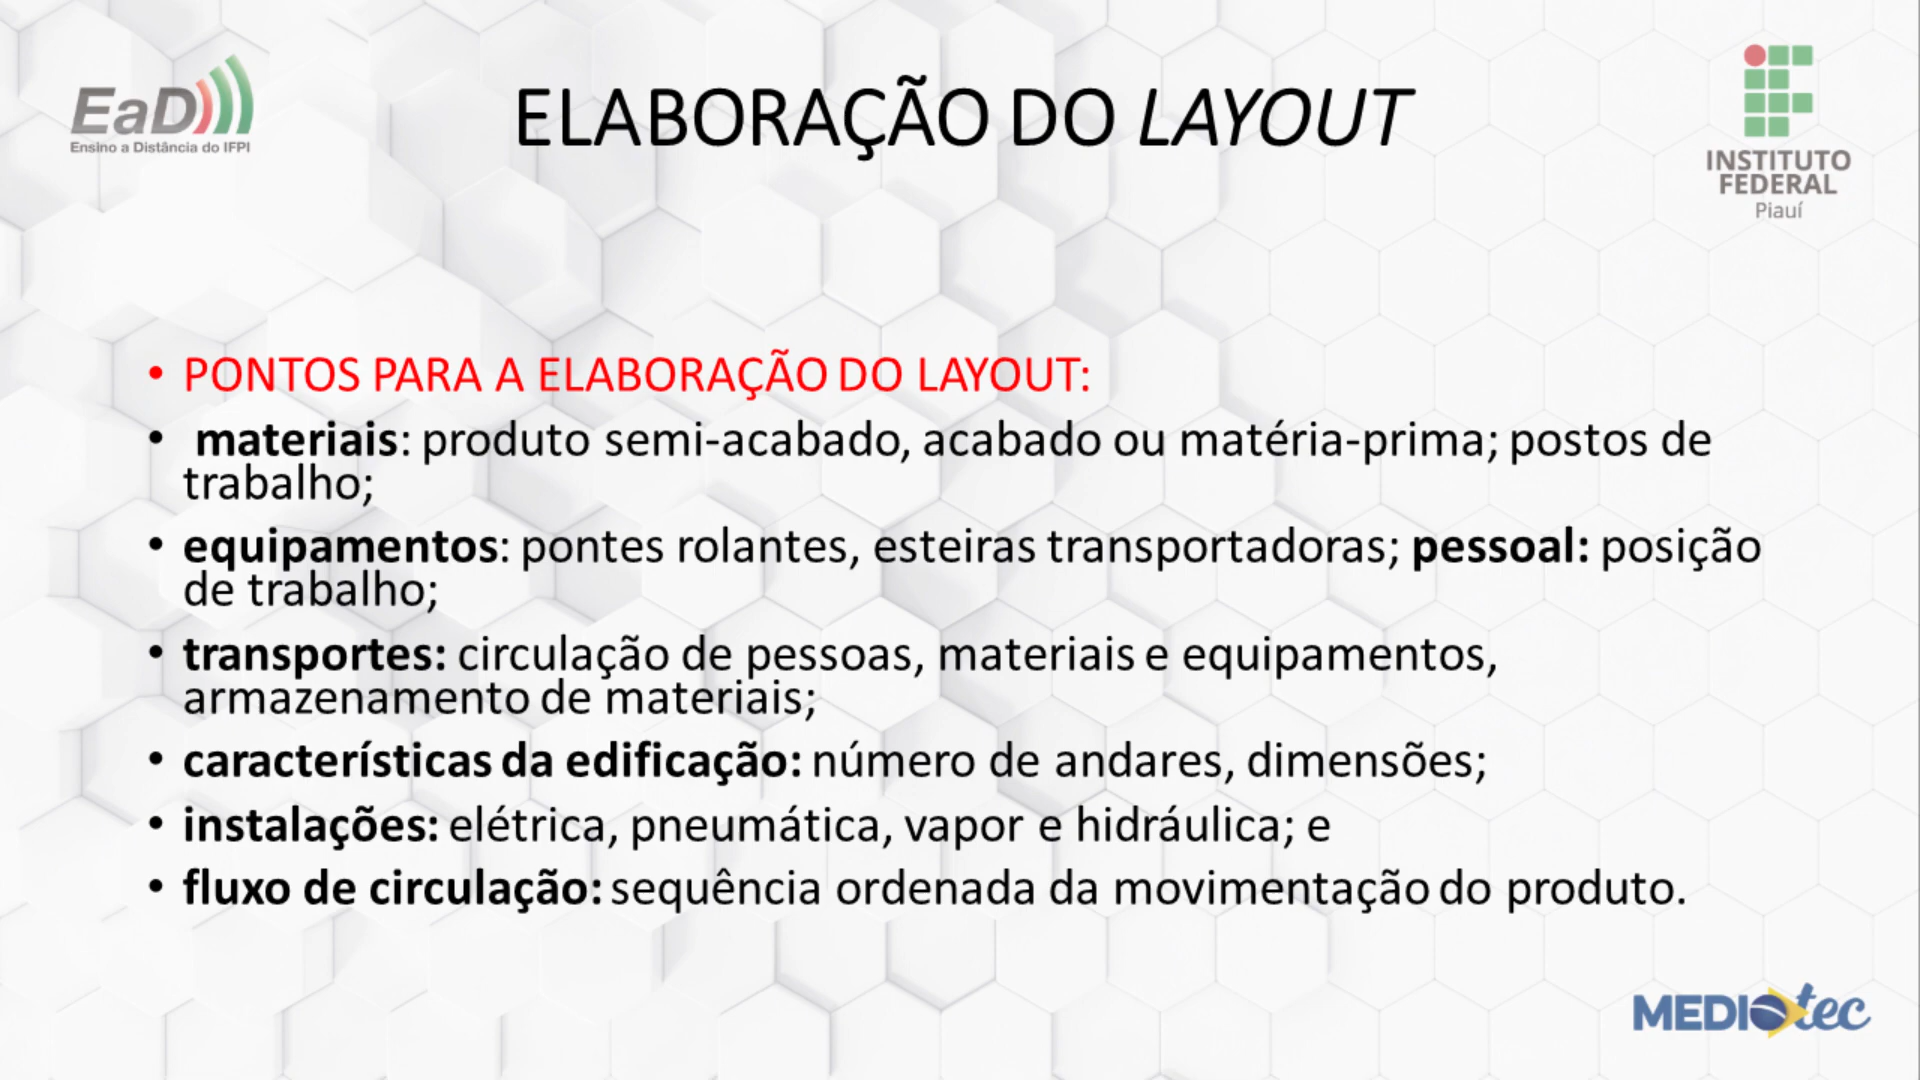 EaD
Ensino a Distância do IFPI
ELABORAÇÃO DO LAYOUT
INSTITUTO
FEDERAL
Piauí
• PONTOS PARA A ELABORAÇÃO DO LAYOUT:
• materiais: produto semi-acabado, acabado ou matéria-prima; postos de
trabalho;
• equipamentos: pontes rolantes, esteiras transportadoras; pessoal: posição
de trabalho;
• transportes: circulação de pessoas, materiais e equipamentos,
armazenamento de materiais;
• características da edificação: número de andares, dimensões;
• instalações: elétrica, pneumática, vapor e hidráulica; e
• fluxo de circulação: sequência ordenada da movimentação do produto.
MEDIOtec